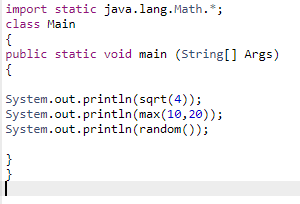 import static java.lang.Math.*;
class Main
{
public static void main (String[] Args)
{
System.out.println(sqrt(4));
System.out.println(max(10,20));
System.out.println(random());
}
}